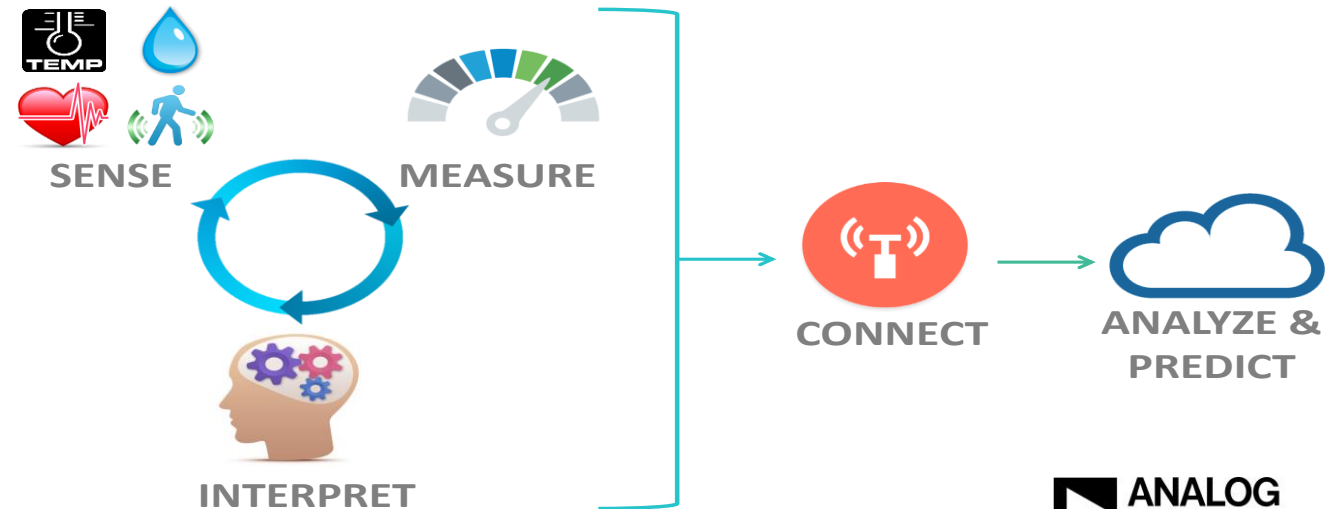 TEMP
SENSE
MEASURE
INTERPRET
CONNECT
ANALYZE &
PREDICT
ANALOG